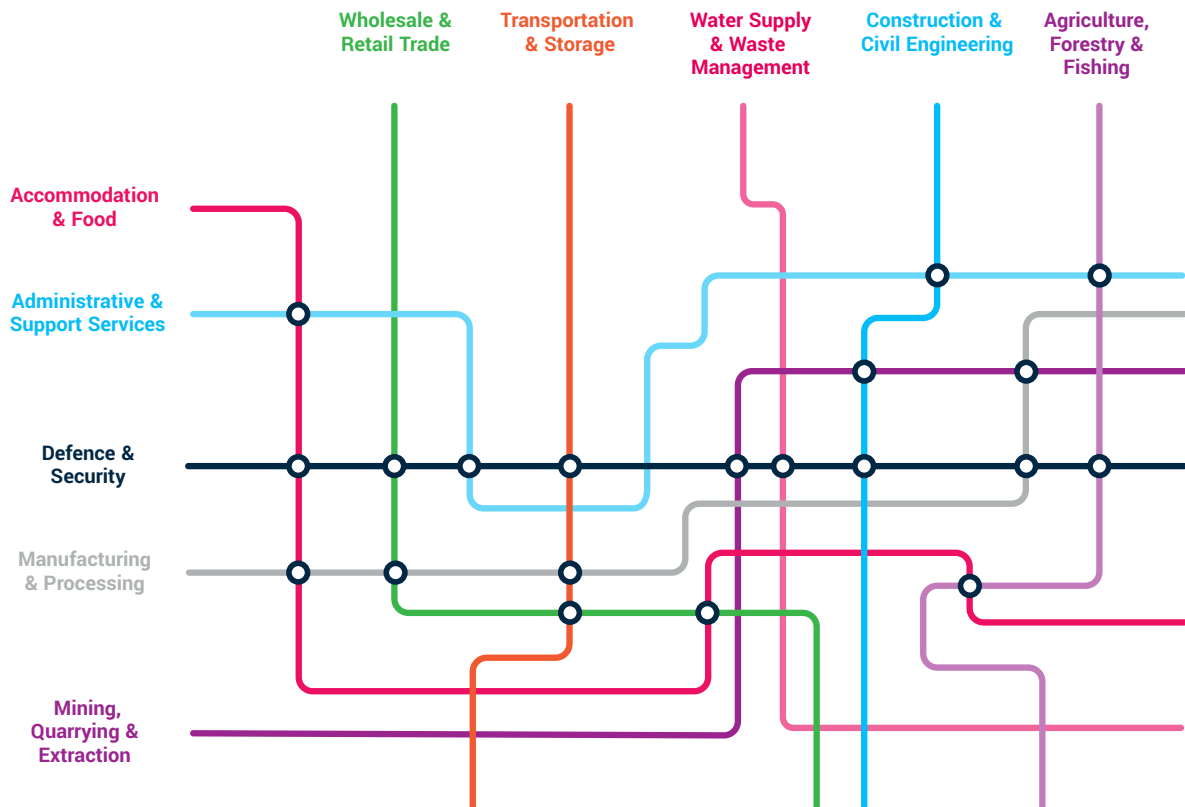 Wholesale &
Retail Trade
Transportation
& Storage
Water Supply
& Waste
Management
Construction &
Civil Engineering
Agriculture,
Forestry &
Fishing
Accommodation
& Food
Administrative &
Support Services
Defence &
Security
Manufacturing
& Processing
Mining,
Quarrying &
Extraction